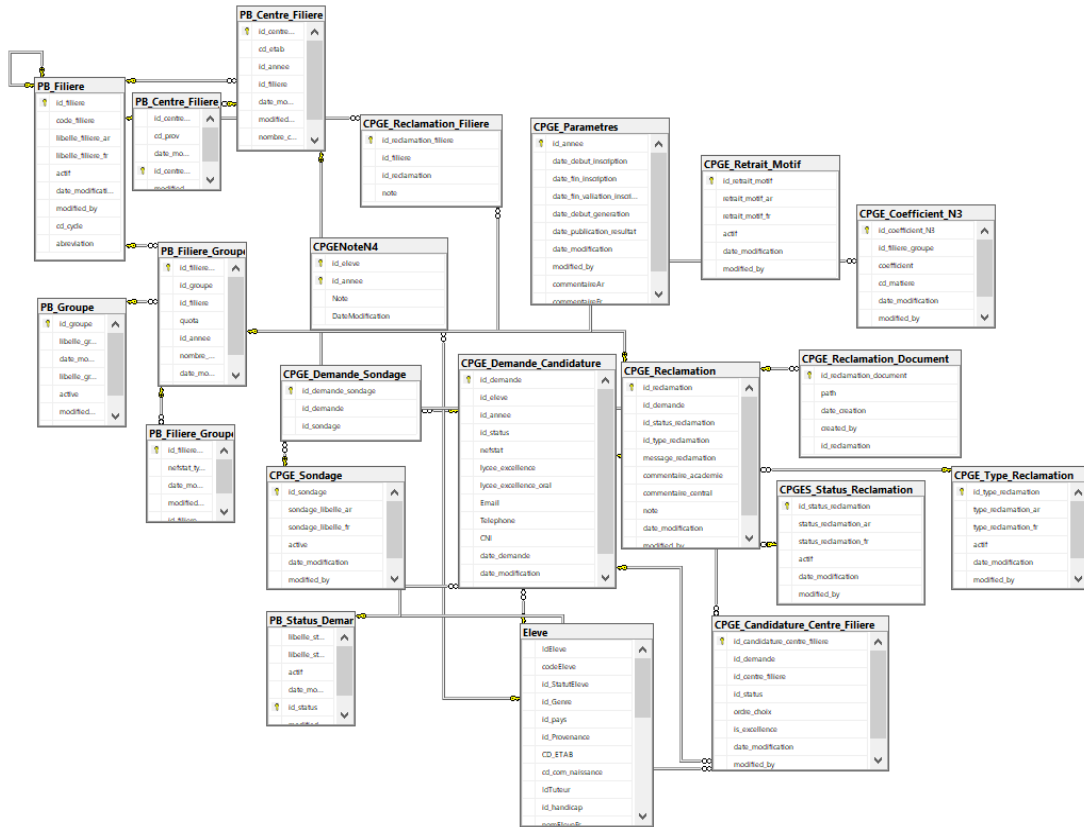 PB_Centre_Filiere
id_centre...
cd_etab
id_annee
id_filiere
date_mo...
modified...
nombre_c...
PB_Filiere
id_filiere
code_filiere
libelle_filiere_ar
libelle_filiere_fr
actif
date_modificati...
modified_by
cd_cycle
abreviation
PB_Centre_Filiere_
id_centre...
cd_prov
date_mo...
id_centre...
CPGE_Reclamation_Filiere
id_reclamation_filiere
id_filiere
id_reclamation
note
CPGE_Parametres
id_annee
date_debut_inscription
date_fin_inscription
date_fin_valiation_inscri...
date_debut_generation
date_publication_resultat
date_modification
modified_by
commentaireAr
commentaireFr
CPGE_Retrait_Motif
id_retrait_motif
retrait_motif_ar
retrait_motif_fr
actif
date_modification
modified_by
CPGE_Coefficient_N3
id_coefficient_N3
id_filiere_groupe
coefficient
cd_matiere
date_modification
modified_by
PB_Filiere_Groupe
id_filiere...
id_groupe
id_filiere
quota
id_annee
nombre_...
date_mo...
CPGENoteN4
id_eleve
id_annee
Note
DateModification
PB_Groupe
id_groupe
libelle_gr...
date_mo...
libelle_gr...
active
modified...
PB_Filiere_Groupe
id_filiere...
nefstat_ty...
date_mo...
modified...
id_filiere
CPGE_Demande_Sondage
id_demande_sondage
id_demande
id_sondage
CPGE_Sondage
id_sondage
sondage_libelle_ar
sondage_libelle_fr
active
date_modification
modified_by
CPGE_Demande_Candidature
id_demande
id_eleve
id_annee
id_status
nefstat
lycee_excellence
lycee_excellence_oral
Email
Telephone
CNI
date_demande
date_modification
CPGE_Reclamation
id_reclamation
id_demande
id_status_reclamation
id_type_reclamation
message_reclamation
commentaire_academie
commentaire_central
note
date_modification
modified_by
CPGE_Reclamation_Document
id_reclamation_document
path
date_creation
created_by
id_reclamation
CPGES_Status_Reclamation
id_status_reclamation
status_reclamation_ar
status_reclamation_fr
actif
date_modification
modified_by
CPGE_Type_Reclamation
id_type_reclamation
type_reclamation_ar
type_reclamation_fr
actif
date_modification
modified_by
PB_Status_Demar
libelle_st...
libelle_st...
actif
date_mo...
id_status
Eleve
idEleve
codeEleve
id_StatutEleve
id_Genre
id_pays
id_Provenance
CD_ETAB
cd_com_naissance
idTuteur
id_handicap
CPGE_Candidature_Centre_Filiere
id_candidature_centre_filiere
id_demande
id_centre_filiere
id_status
ordre_choix
is_excellence
date_modification
modified_by